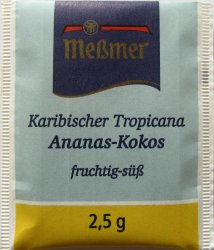 Meßmer
Karibischer Tropicana
Ananas-Kokos
fruchtig-süß
2,5 g